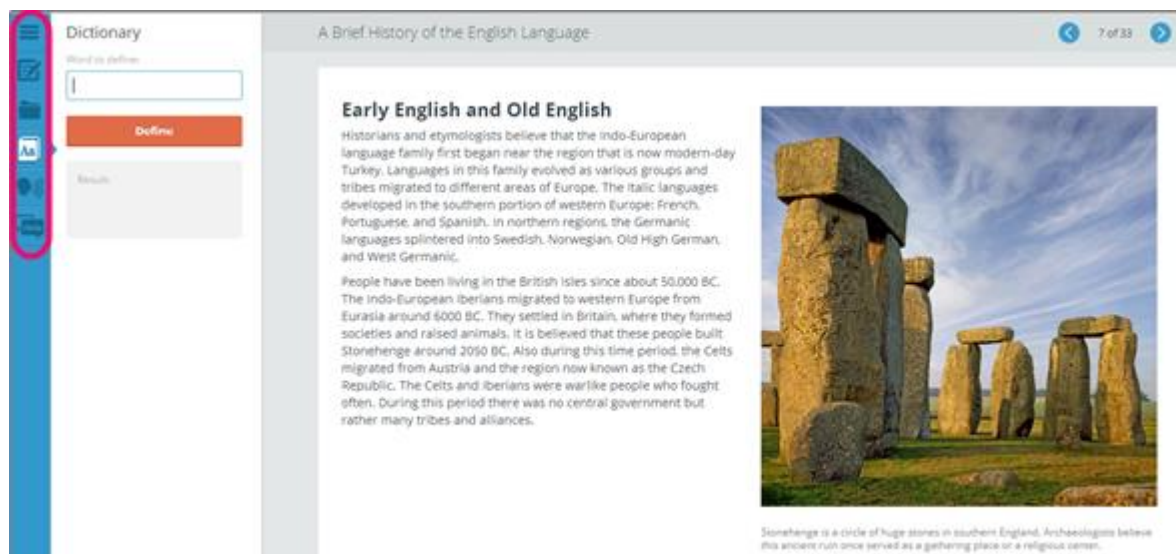 Dictionary
Word to define:
Define
Results
Aa
A Brief History of the English Language
7 of 33
Early English and Old English
Historians and etymologists believe that the Indo-European
language family first began near the region that is now modern-day
Turkey. Languages in this family evolved as various groups and
tribes migrated to different areas of Europe. The Italic languages
developed in the southern portion of western Europe: French,
Portuguese, and Spanish. In northern regions, the Germanic
languages splintered into Swedish, Norwegian, Old High German,
and West Germanic.
People have been living in the British Isles since about 50,000 BC.
The Indo-European Iberians migrated to western Europe from
Eurasia around 6000 BC. They settled in Britain, where they formed
societies and raised animals. It is believed that these people built
Stonehenge around 2050 BC. Also during this time period, the Celts
migrated from Austria and the region now known as the Czech
Republic. The Celts and Iberians were warlike people who fought
often. During this period there was no central government but
rather many tribes and alliances.
Stonehenge is a circle of huge stones in southern England. Archaeologists believe
this ancient ruin once served as a gathering place or a religious center.